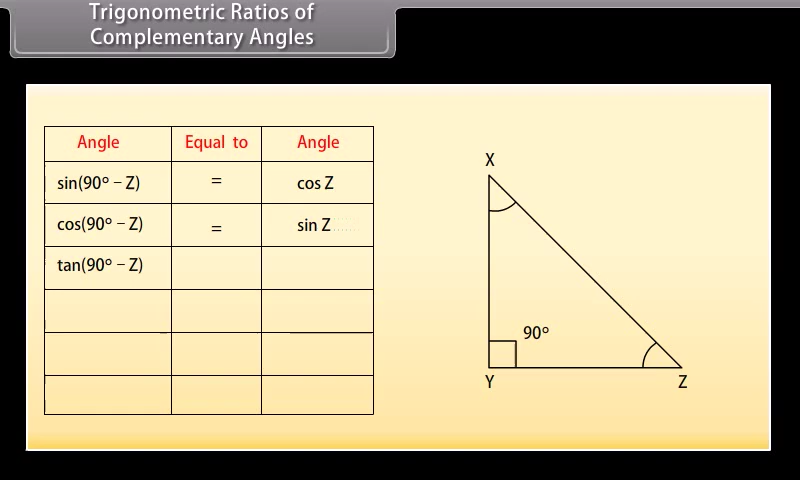 Trigonometric Ratios of
Complementary Angles
Angle Equal to Angle
sin(90° – Z) = cos Z
cos(90° – Z) = sin Z
tan(90° – Z)
X
90°
Y Z